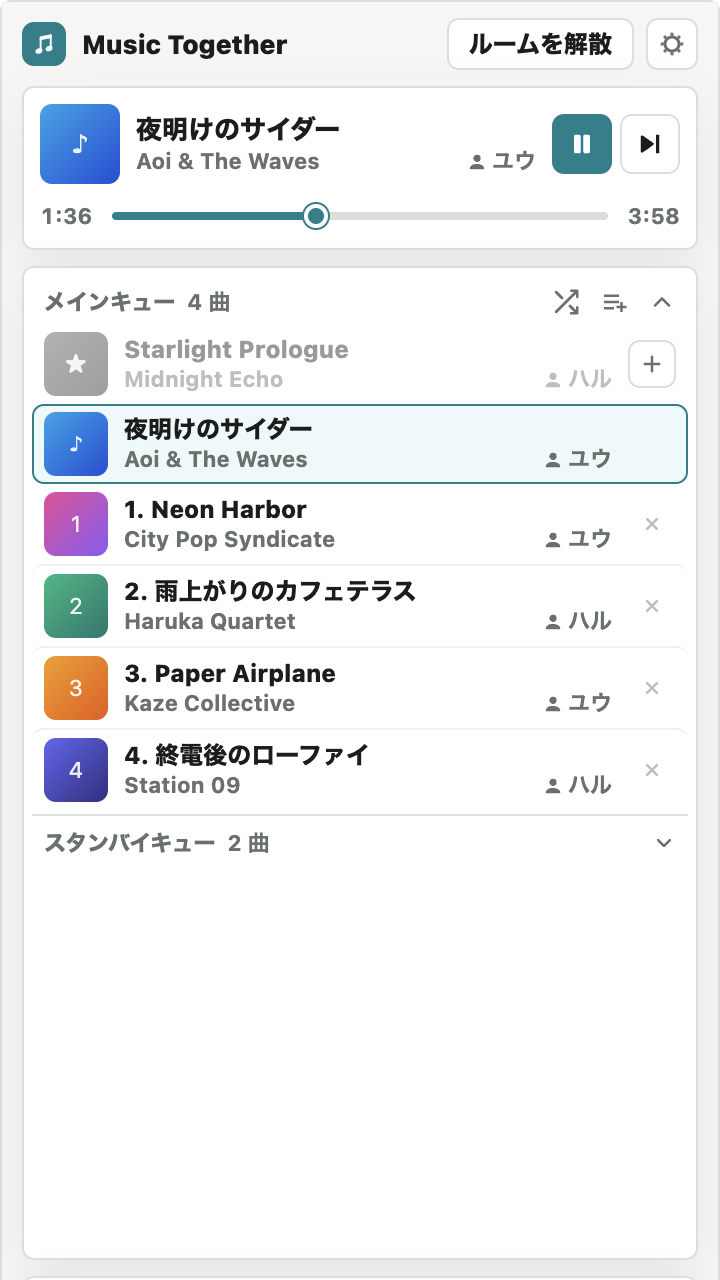 Music Together
ルームを解散
夜明けのサイダー
Aoi & The Waves
ユウ
1:36
3:58
メインキュー 4 曲
Starlight Prologue
Midnight Echo
ハル
夜明けのサイダー
Aoi & The Waves
ユウ
1
1. Neon Harbor
City Pop Syndicate
ユウ
2
2. 雨上がりのカフェテラス
Haruka Quartet
ハル
3
3. Paper Airplane
Kaze Collective
ユウ
4
4. 終電後のローファイ
Station 09
ハル
スタンバイキュー 2 曲